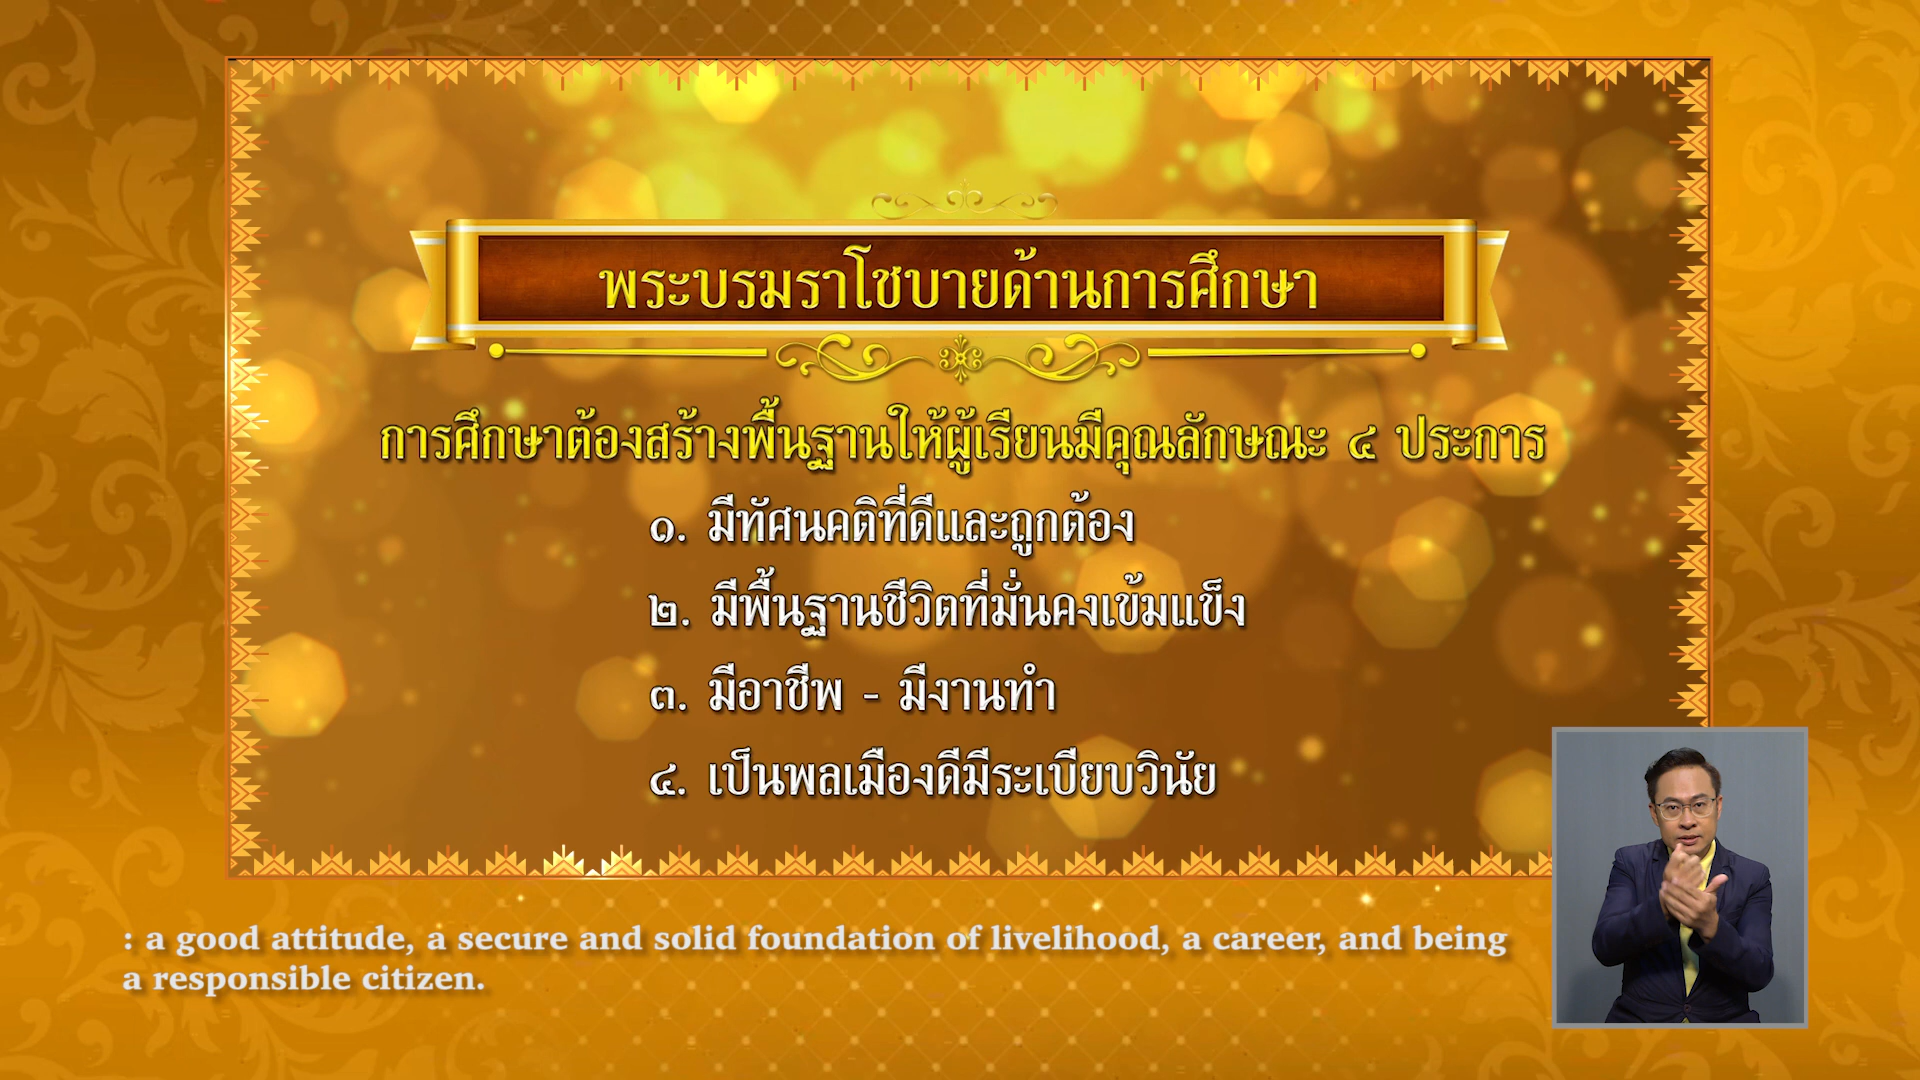 พระบรมราโชบายด้านการศึกษา
การศึกษาต้องสร้างพื้นฐานให้ผู้เรียนมีคุณลักษณะ ๔ ประการ
๑. มีทัศนคติที่ดีและถูกต้อง
๒. มีพื้นฐานชีวิตที่มั่นคงเข้มแข็ง
๓. มีอาชีพ - มีงานทำ
๔. เป็นพลเมืองดีมีระเบียบวินัย
: a good attitude, a secure and solid foundation of livelihood, a career, and being
a responsible citizen.